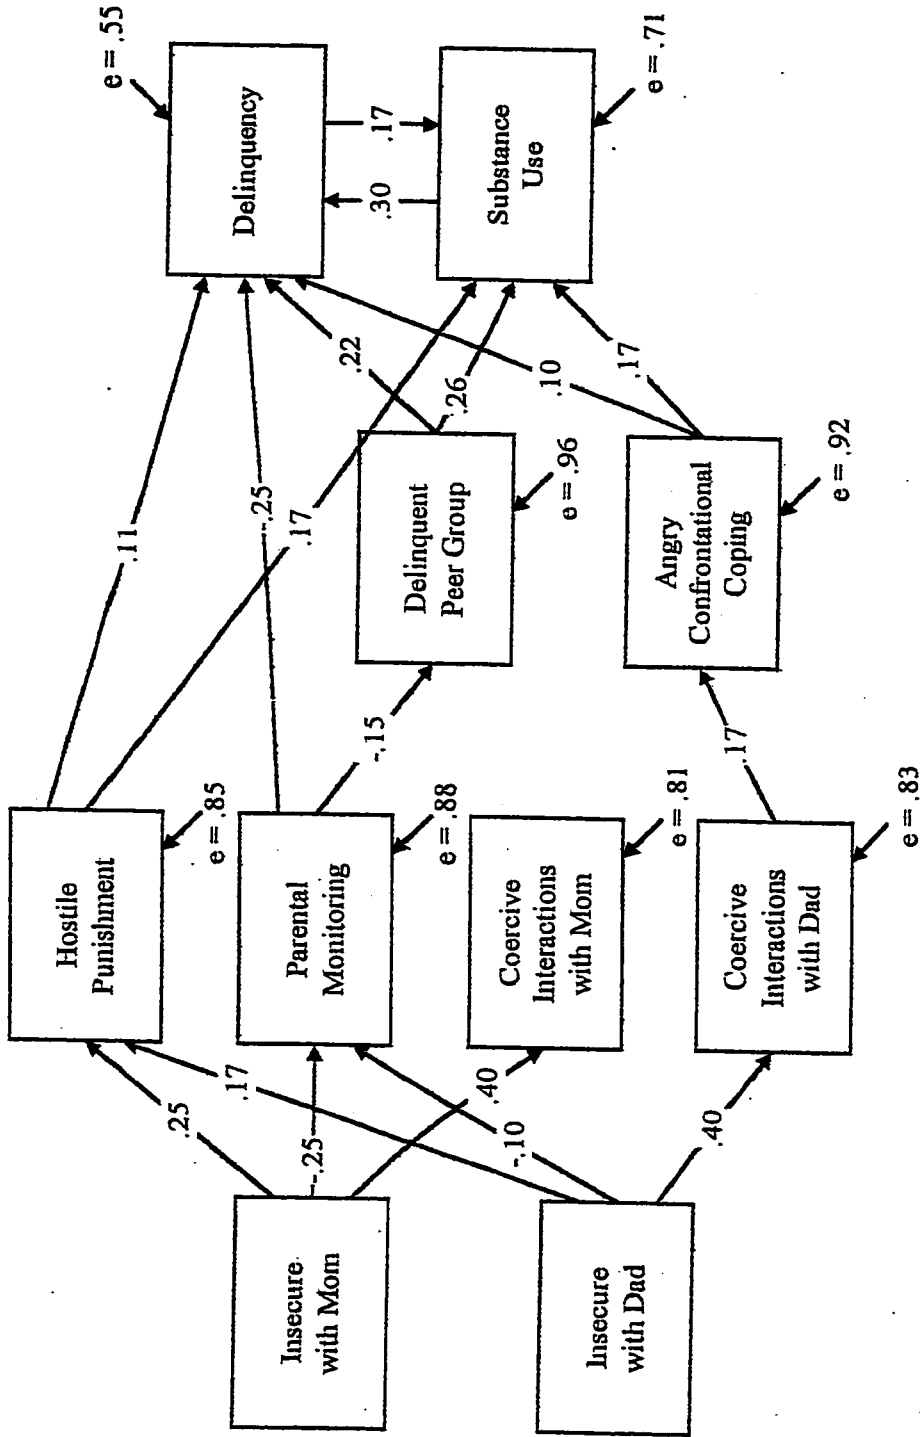 Insecure
with Mom
Insecure
with Dad
.25
-.25
.40
.17
-.10
.40
Hostile
Punishment
e = .85
Parental
Monitoring
e = .88
Coercive
Interactions
with Mom
e = .81
Coercive
Interactions
with Dad
e = .83
.11
-.25
.17
-.15
.17
Delinquent
Peer Group
e = .96
Angry
Confrontational
Coping
e = .92
.22
.26
.10
.17
Delinquency
e = .55
.30
.17
Substance
Use
e = .71